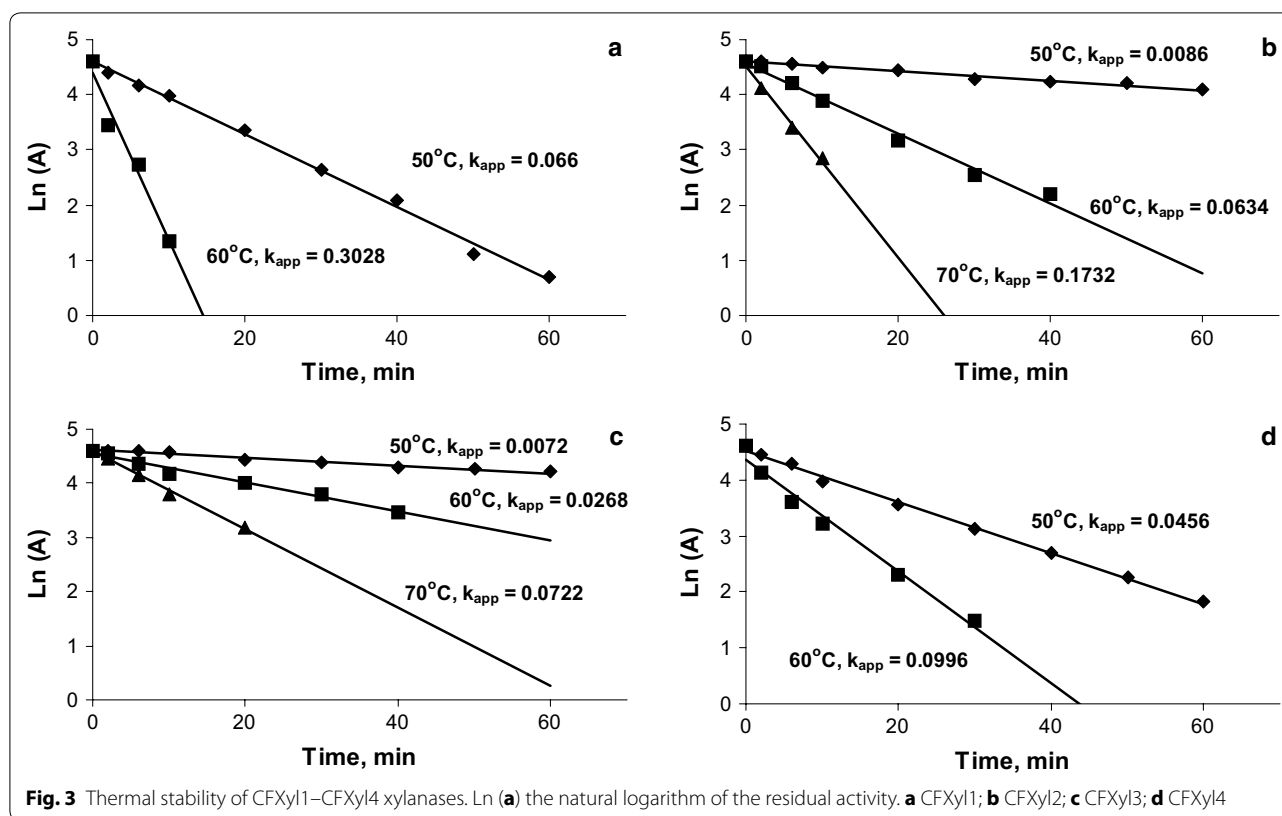 a
5
4
3
2
1
0
Ln (A)
50°C, kapp = 0.066
60°C, kapp = 0.3028
0 20 40 60
Time, min
b
5
4
3
2
1
0
Ln (A)
50°C, kapp = 0.0086
60°C, kapp = 0.0634
70°C, kapp = 0.1732
0 20 40 60
Time, min
c
5
4
3
2
1
0
Ln (A)
50°C, kapp = 0.0072
60°C, kapp = 0.0268
70°C, kapp = 0.0722
0 20 40 60
Time, min
d
5
4
3
2
1
0
Ln (A)
50°C, kapp = 0.0456
60°C, kapp = 0.0996
0 20 40 60
Time, min
Fig. 3 Thermal stability of CFXyl1–CFXyl4 xylanases. Ln (a) the natural logarithm of the residual activity. a CFXyl1; b CFXyl2; c CFXyl3; d CFXyl4